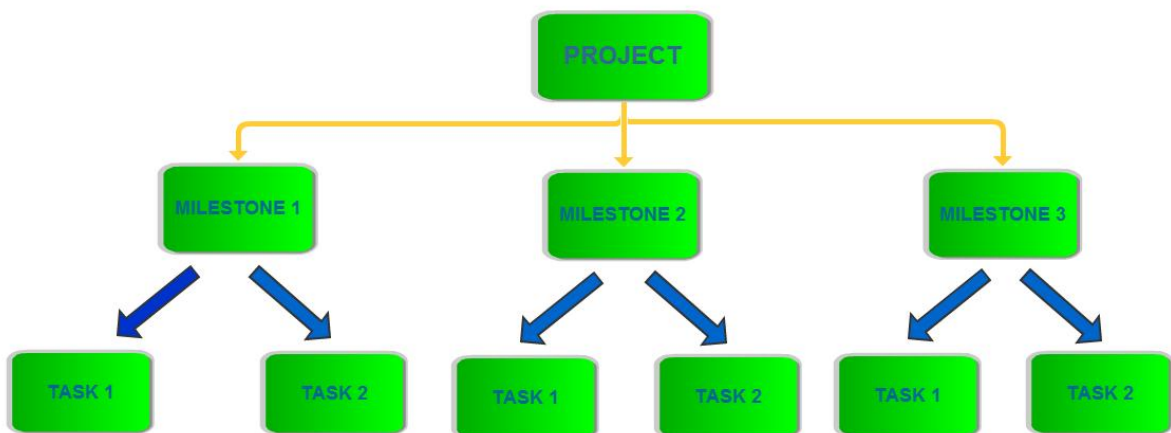 PROJECT
MILESTONE 1
MILESTONE 2
MILESTONE 3
TASK 1
TASK 2
TASK 1
TASK 2
TASK 1
TASK 2